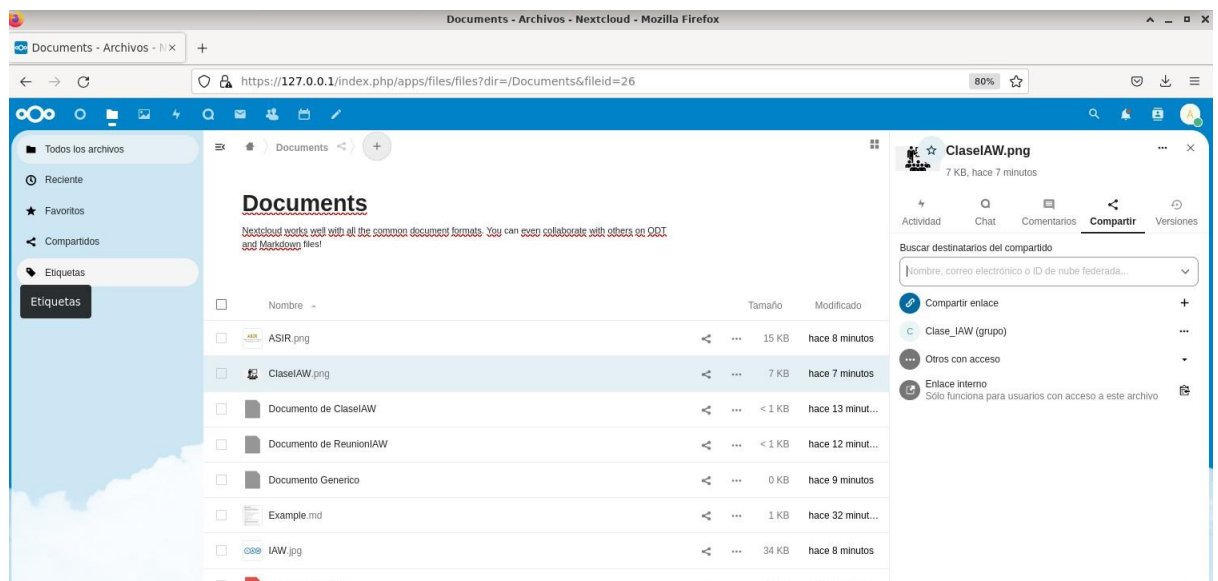 Documents - Archivos - Nextcloud - Mozilla Firefox
Documents - Archivos - N
https://127.0.0.1/index.php/apps/files/files?dir=/Documents&fileid=26
80%
A
Todos los archivos
Reciente
Favoritos
Compartidos
Etiquetas
Etiquetas
Documents
Documents
Nextcloud works well with all the common document formats. You can even collaborate with others on ODT
and Markdown files!
Nombre Tamaño Modificado
ASIR.png 15 KB hace 8 minutos
ClaseIAW.png 7 KB hace 7 minutos
Documento de ClaseIAW < 1 KB hace 13 minut...
Documento de ReunionIAW < 1 KB hace 12 minut...
Documento Generico 0 KB hace 9 minutos
Example.md 1 KB hace 32 minut...
IAW.jpg 34 KB hace 8 minutos
ClaseIAW.png
7 KB, hace 7 minutos
Actividad Chat Comentarios Compartir Versiones
Buscar destinatarios del compartido
Nombre, correo electrónico o ID de nube federada...
Compartir enlace
C Clase_IAW (grupo)
Otros con acceso
Enlace interno
Sólo funciona para usuarios con acceso a este archivo